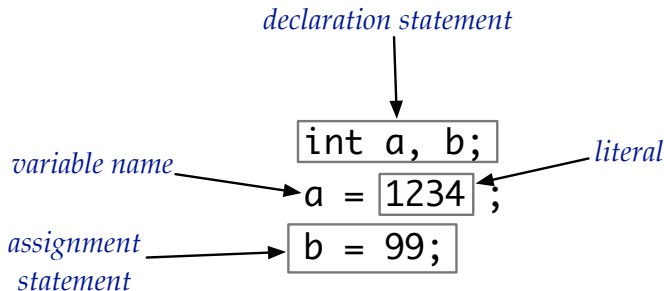 declaration statement
int a, b;
variable name
literal
a = 1234 ;
assignment
statement
b = 99;